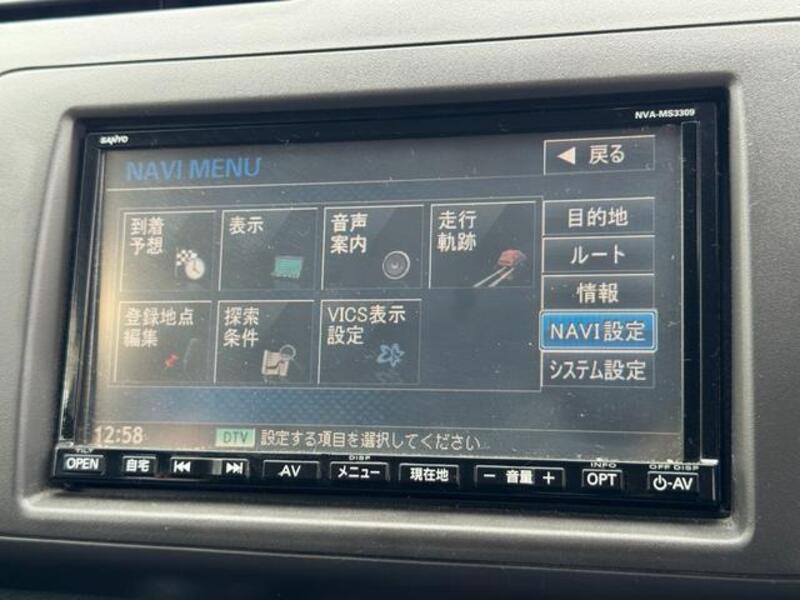 SANYO
NVA-MS3309
NAVI MENU
戻る
到着
予想
表示
音声
案内
走行
軌跡
登録地点
編集
探索
条件
VICS表示
設定
目的地
ルート
情報
NAVI設定
システム設定
12:58
DTV 設定する項目を選択してください
TILT
OPEN
自宅
AV
DISP
メニュー
現在地
− 音量 +
INFO
OPT
OFF DISP
⏻-AV